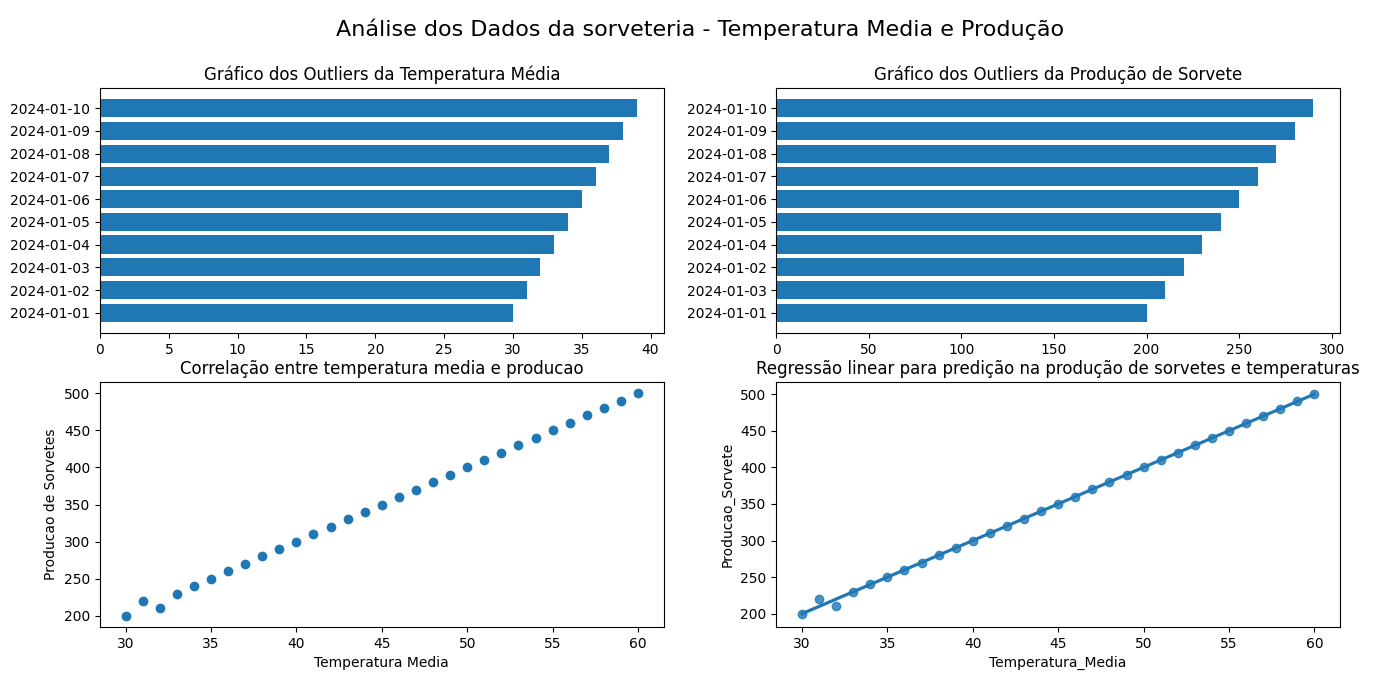 Análise dos Dados da sorveteria - Temperatura Media e Produção
Gráfico dos Outliers da Temperatura Média
2024-01-10
2024-01-09
2024-01-08
2024-01-07
2024-01-06
2024-01-05
2024-01-04
2024-01-03
2024-01-02
2024-01-01
0 5 10 15 20 25 30 35 40
Gráfico dos Outliers da Produção de Sorvete
2024-01-10
2024-01-09
2024-01-08
2024-01-07
2024-01-06
2024-01-05
2024-01-04
2024-01-02
2024-01-03
2024-01-01
0 50 100 150 200 250 300
Correlação entre temperatura media e producao
Producao de Sorvetes
500
450
400
350
300
250
200
30 35 40 45 50 55 60
Temperatura Media
Regressão linear para predição na produção de sorvetes e temperaturas
Producao_Sorvete
500
450
400
350
300
250
200
30 35 40 45 50 55 60
Temperatura_Media